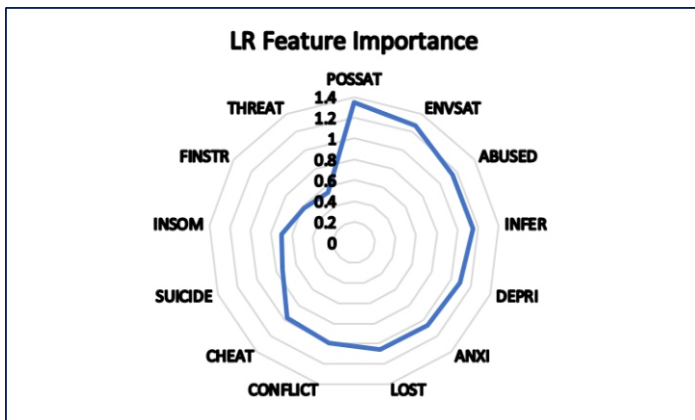 LR Feature Importance
POSSAT
ENVSAT
ABUSED
INFER
DEPRI
ANXI
LOST
CONFLICT
CHEAT
SUICIDE
INSOM
FINSTR
THREAT
1.4
1.2
1
0.8
0.6
0.4
0.2
0